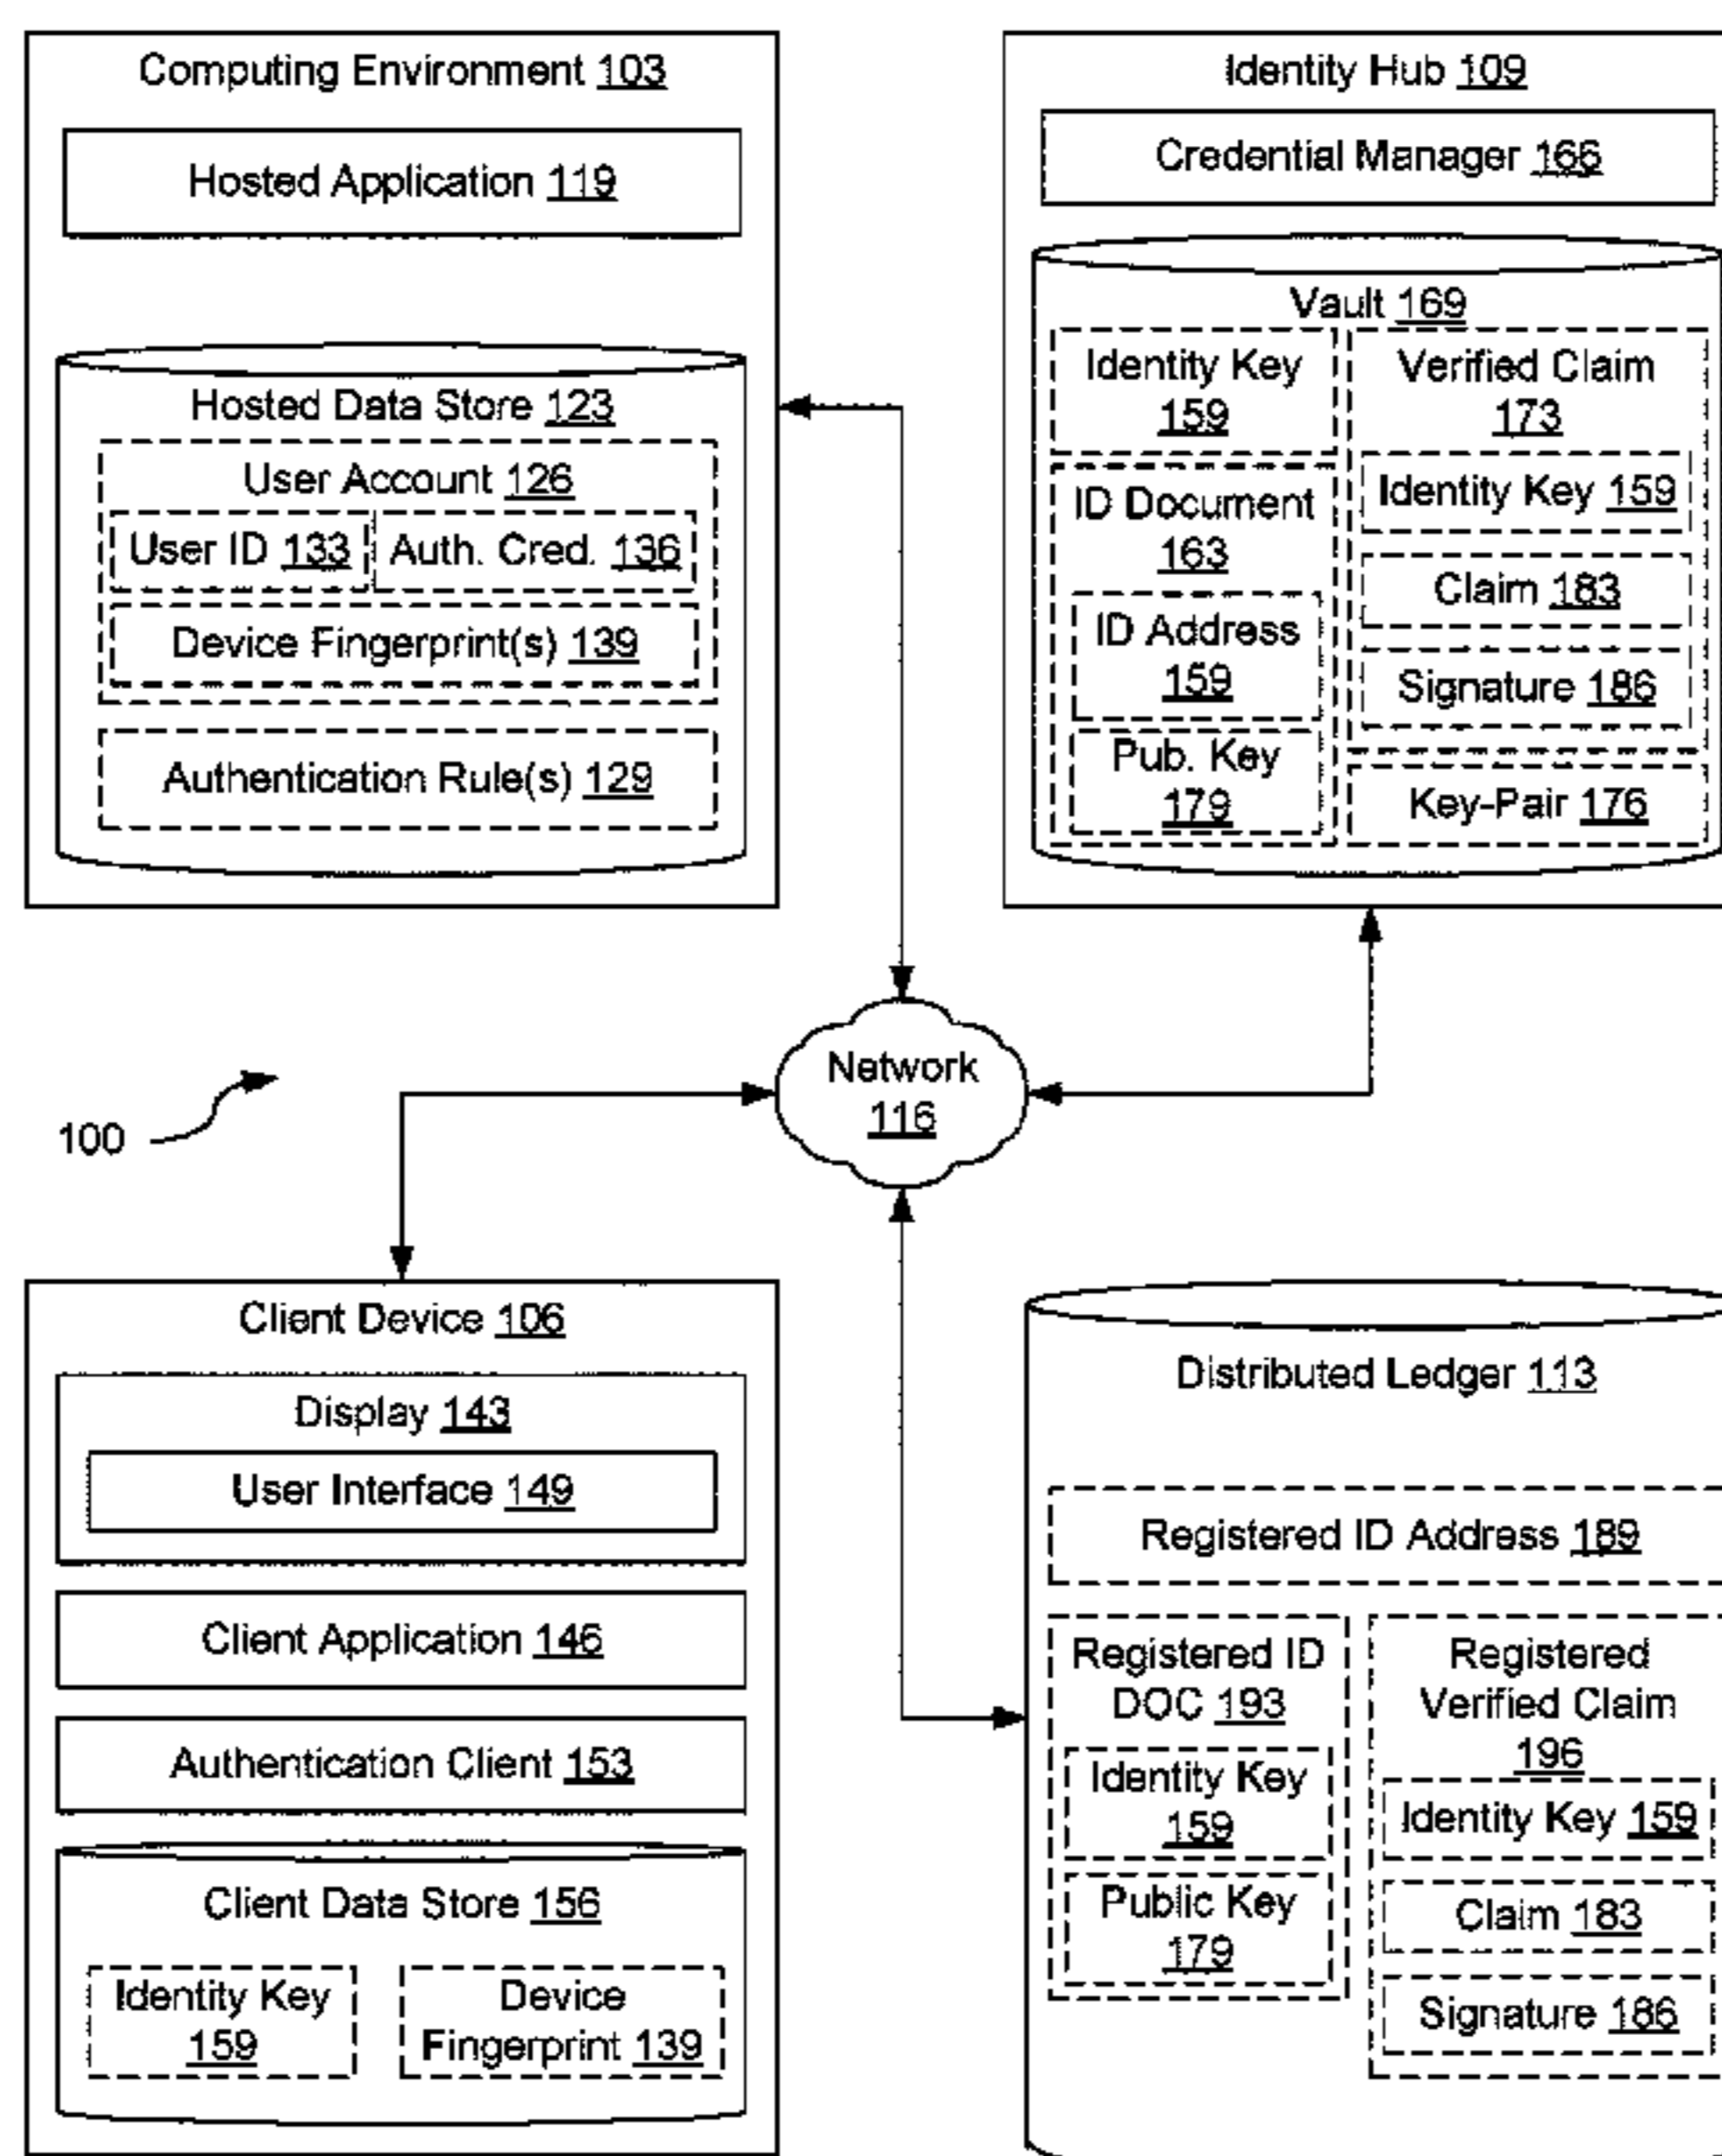 Computing Environment 103
Hosted Application 119
Hosted Data Store 123
User Account 126
User ID 133
Auth. Cred. 136
Device Fingerprint(s) 139
Authentication Rule(s) 129
Identity Hub 109
Credential Manager 166
Vault 169
Identity Key
159
ID Document
163
ID Address
159
Pub. Key
179
Verified Claim
173
Identity Key 159
Claim 183
Signature 186
Key-Pair 176
Network
116
100
Client Device 106
Display 143
User Interface 149
Client Application 146
Authentication Client 153
Client Data Store 156
Identity Key
159
Device
Fingerprint 139
Distributed Ledger 113
Registered ID Address 189
Registered ID
DOC 193
Identity Key
159
Public Key
179
Registered
Verified Claim
196
Identity Key 159
Claim 183
Signature 186